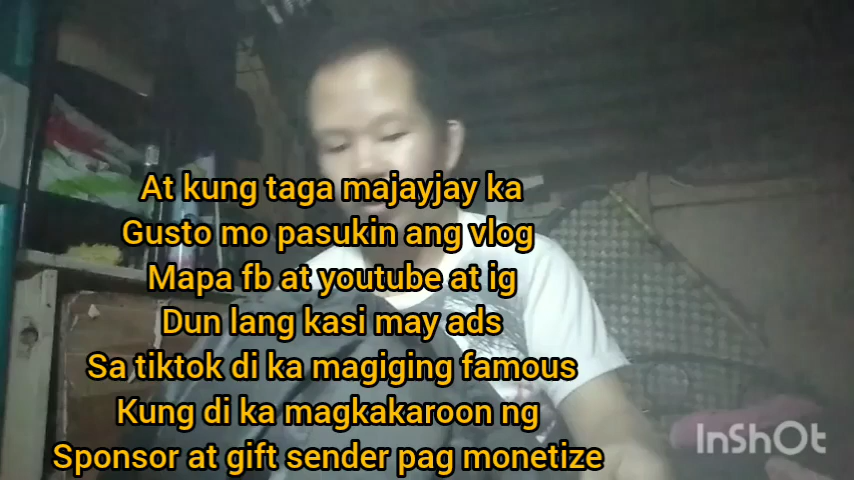 At kung taga majayjay ka
Gusto mo pasukin ang vlog
Mapa fb at youtube at ig
Dun lang kasi may ads
Sa tiktok di ka magiging famous
Kung di ka magkakaroon ng
Sponsor at gift sender pag monetize
InShOt